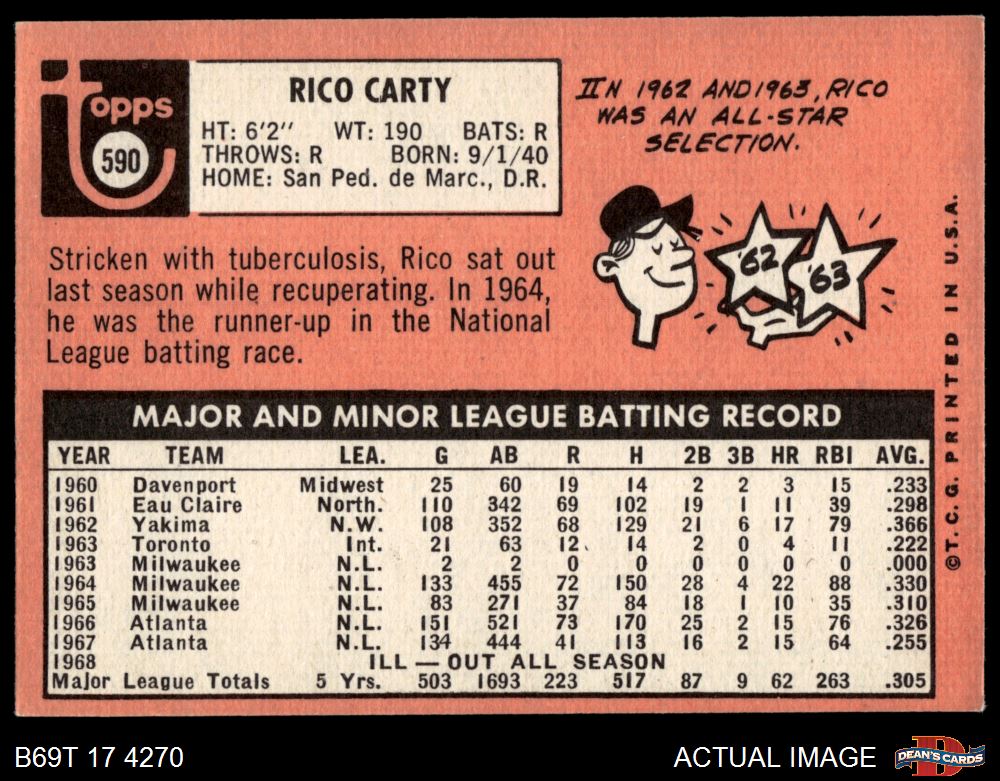 topps
590
RICO CARTY
HT: 6'2" WT: 190 BATS: R
THROWS: R BORN: 9/1/40
HOME: San Ped. de Marc., D.R.
IN 1962 AND 1963, RICO
WAS AN ALL-STAR
SELECTION.
'62
'63
Stricken with tuberculosis, Rico sat out
last season while recuperating. In 1964,
he was the runner-up in the National
League batting race.
MAJOR AND MINOR LEAGUE BATTING RECORD
YEAR TEAM LEA. G AB R H 2B 3B HR RBI AVG.
1960 Davenport Midwest 25 60 19 14 2 2 3 15 .233
1961 Eau Claire North. 110 342 69 102 19 1 11 39 .298
1962 Yakima N.W. 108 352 68 129 21 6 17 79 .366
1963 Toronto Int. 21 63 12 14 2 0 4 11 .222
1963 Milwaukee N.L. 2 2 0 0 0 0 0 0 .000
1964 Milwaukee N.L. 133 455 72 150 28 4 22 88 .330
1965 Milwaukee N.L. 83 271 37 84 18 1 10 35 .310
1966 Atlanta N.L. 151 521 73 170 25 2 15 76 .326
1967 Atlanta N.L. 134 444 41 113 16 2 15 64 .255
1968 ILL — OUT ALL SEASON
Major League Totals 5 Yrs. 503 1693 223 517 87 9 62 263 .305
© T. C. G. PRINTED IN U.S.A.
B69T 17 4270
ACTUAL IMAGE
DEAN'S CARDS